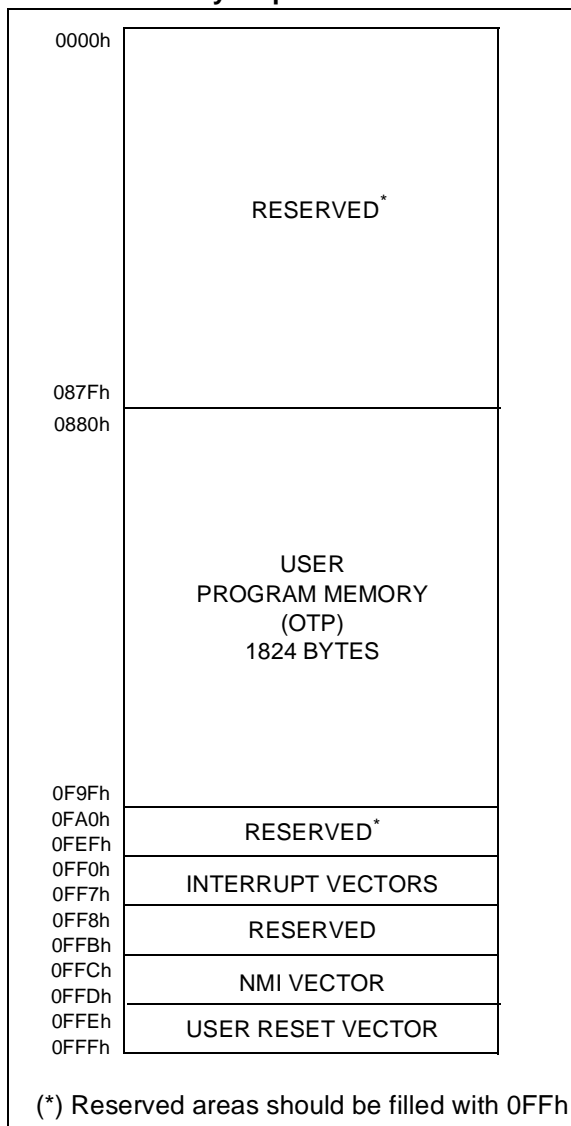 0000h
RESERVED*
087Fh
0880h
USER
PROGRAM MEMORY
(OTP)
1824 BYTES
0F9Fh
0FA0h
RESERVED*
0FEFh
0FF0h
INTERRUPT VECTORS
0FF7h
0FF8h
RESERVED
0FFBh
0FFCh
NMI VECTOR
0FFDh
0FFEh
USER RESET VECTOR
0FFFh
(*) Reserved areas should be filled with 0FFh